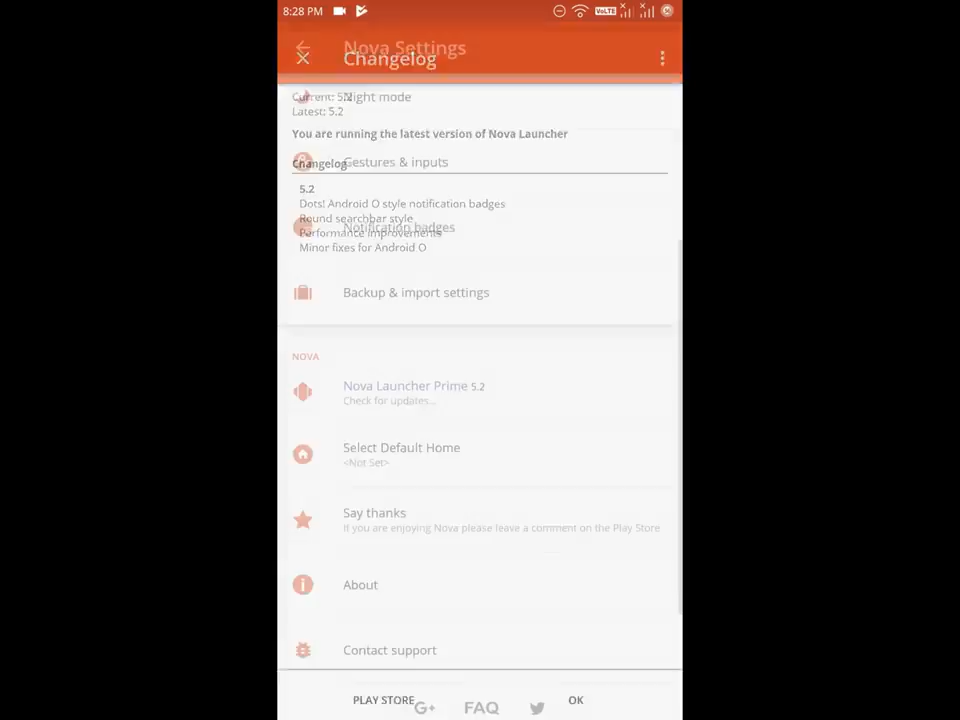 8:28 PM
VoLTE
Nova Settings
Changelog
Current: 5.2
Night mode
Latest: 5.2
You are running the latest version of Nova Launcher
Changelog
Gestures & inputs
5.2
Dots! Android O style notification badges
Round searchbar style
Notification badges
Performance improvements
Minor fixes for Android O
Backup & import settings
NOVA
Nova Launcher Prime 5.2
Check for updates...
Select Default Home
<Not Set>
Say thanks
If you are enjoying Nova please leave a comment on the Play Store
About
Contact support
PLAY STORE
G+
FAQ
OK